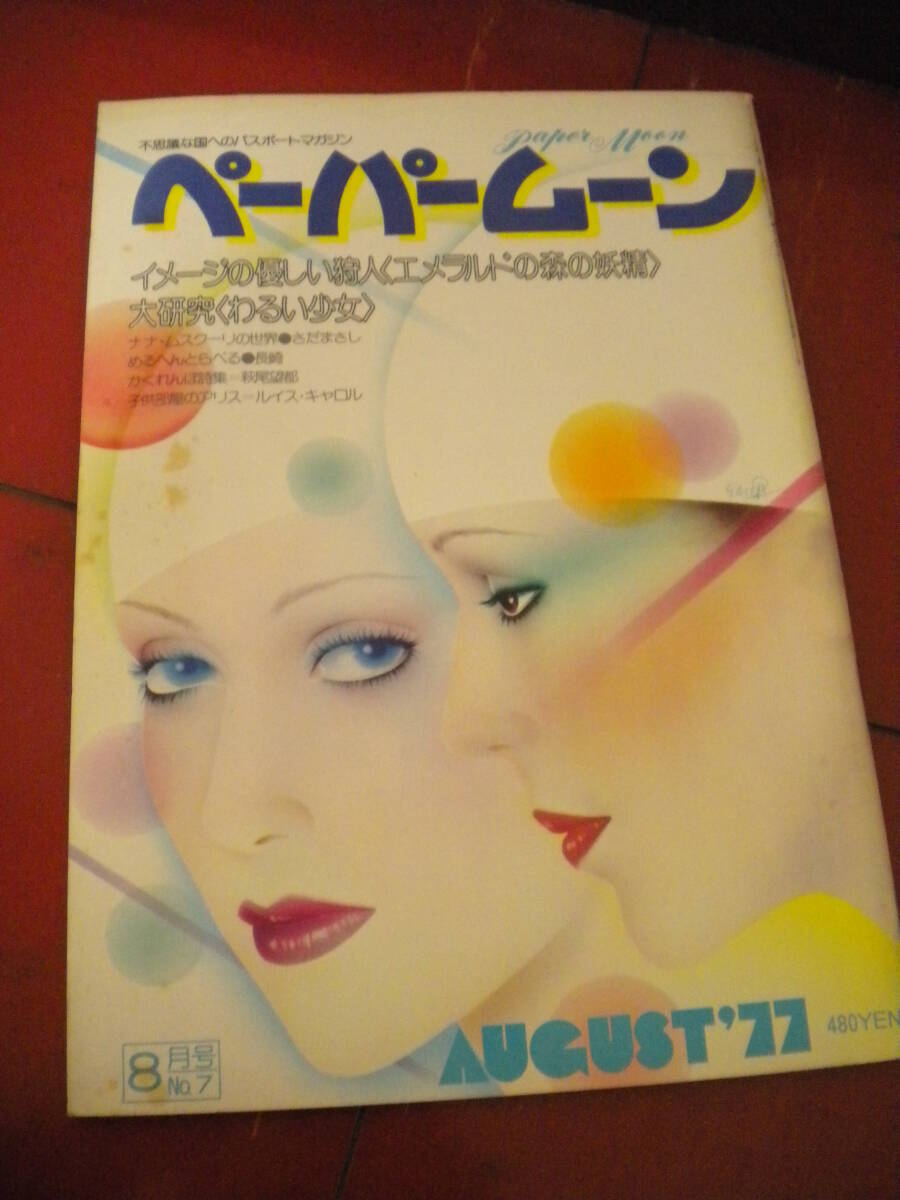 不思議な国へのパスポートマガジン
Paper Moon
ペーパームーン
イメージの優しい狩人〈エメラルドの森の妖精〉
大研究〈わるい少女〉
ナナ・ムスクーリの世界●さだまさし
めるへんとらべる●長崎
かくれんぼ詩集=萩尾望都
子供部屋のアリス=ルイス・キャロル
AUGUST'77
480YEN
8月号
No.7